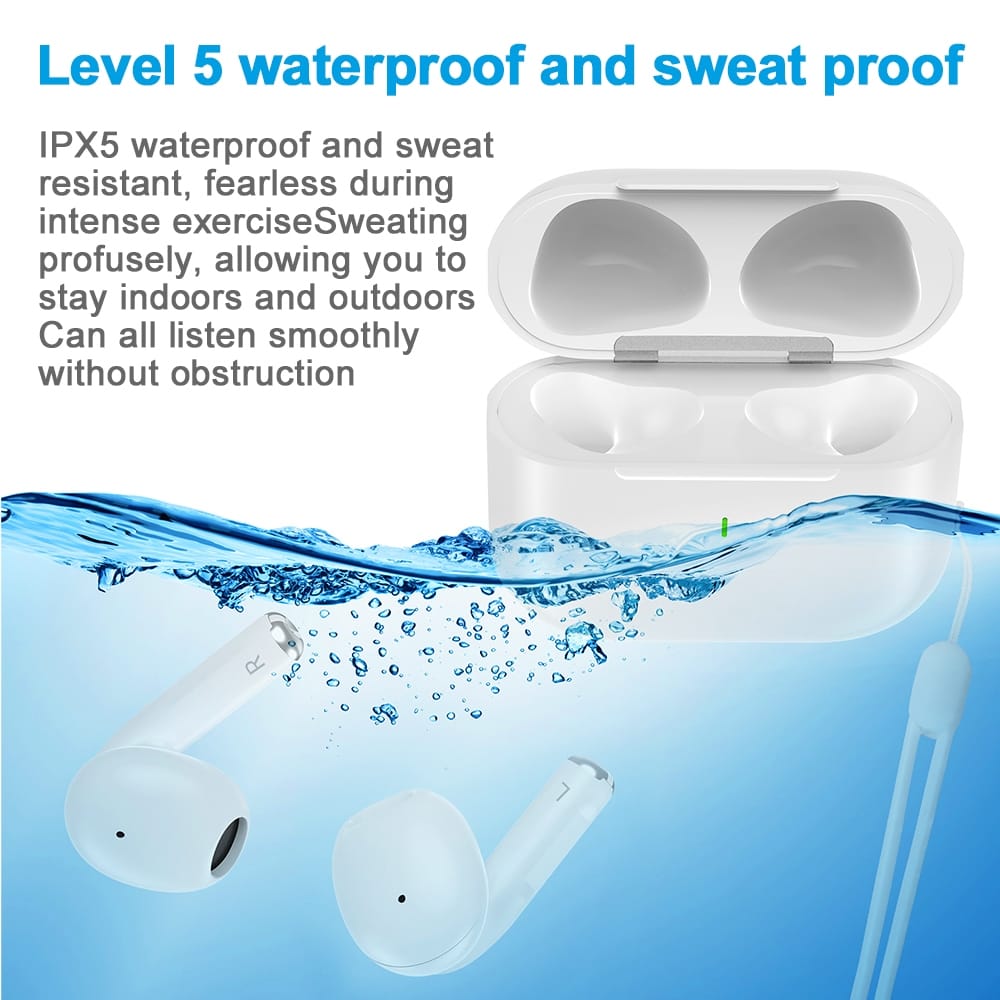 Level 5 waterproof and sweat proof
IPX5 waterproof and sweat
resistant, fearless during
intense exerciseSweating
profusely, allowing you to
stay indoors and outdoors
Can all listen smoothly
without obstruction
R
L